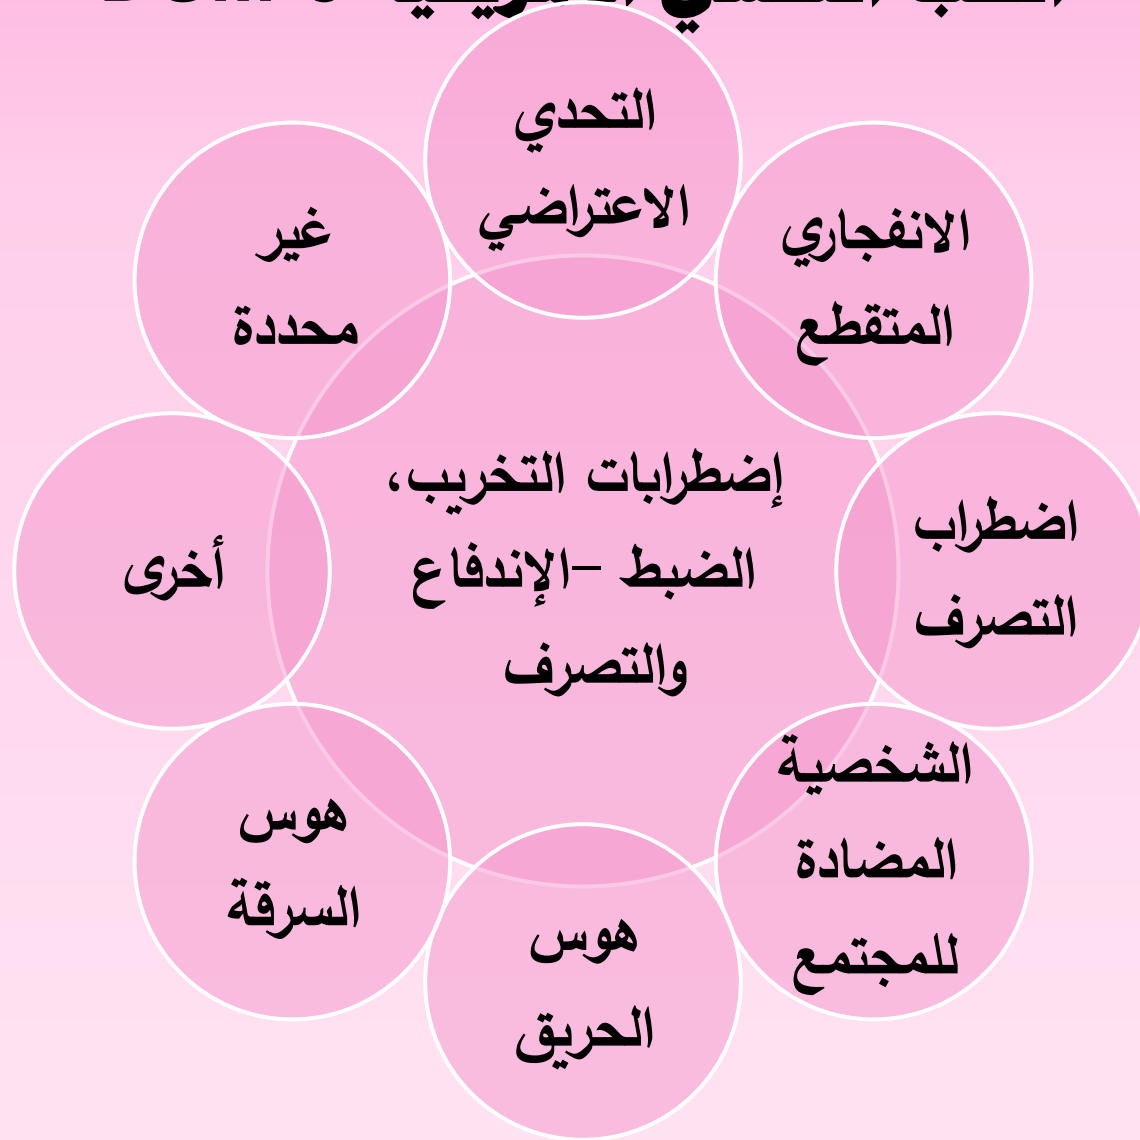 التحدي
الاعتراضي
الانفجاري
المتقطع
اضطراب
التصرف
الشخصية
المضادة
للمجتمع
هوس
الحريق
هوس
السرقة
أخرى
غير
محددة
إضطرابات التخريب،
الضبط –الإندفاع
والتصرف